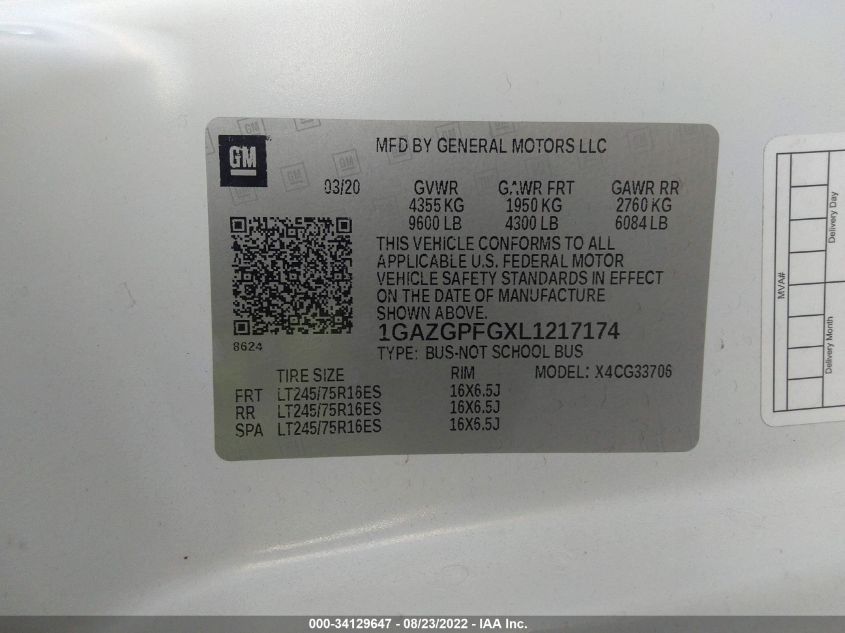 GM
MFD BY GENERAL MOTORS LLC
03/20 GVWR GAWR FRT GAWR RR
4355 KG 1950 KG 2760 KG
9600 LB 4300 LB 6084 LB
THIS VEHICLE CONFORMS TO ALL
APPLICABLE U.S. FEDERAL MOTOR
VEHICLE SAFETY STANDARDS IN EFFECT
ON THE DATE OF MANUFACTURE
SHOWN ABOVE.
1GAZGPFGXL1217174
8624
TYPE: BUS-NOT SCHOOL BUS
TIRE SIZE RIM MODEL: X4CG33706
FRT LT245/75R16ES 16X6.5J
RR LT245/75R16ES 16X6.5J
SPA LT245/75R16ES 16X6.5J
MVA#
Delivery Day
Delivery Month
000-34129647 - 08/23/2022 - IAA Inc.